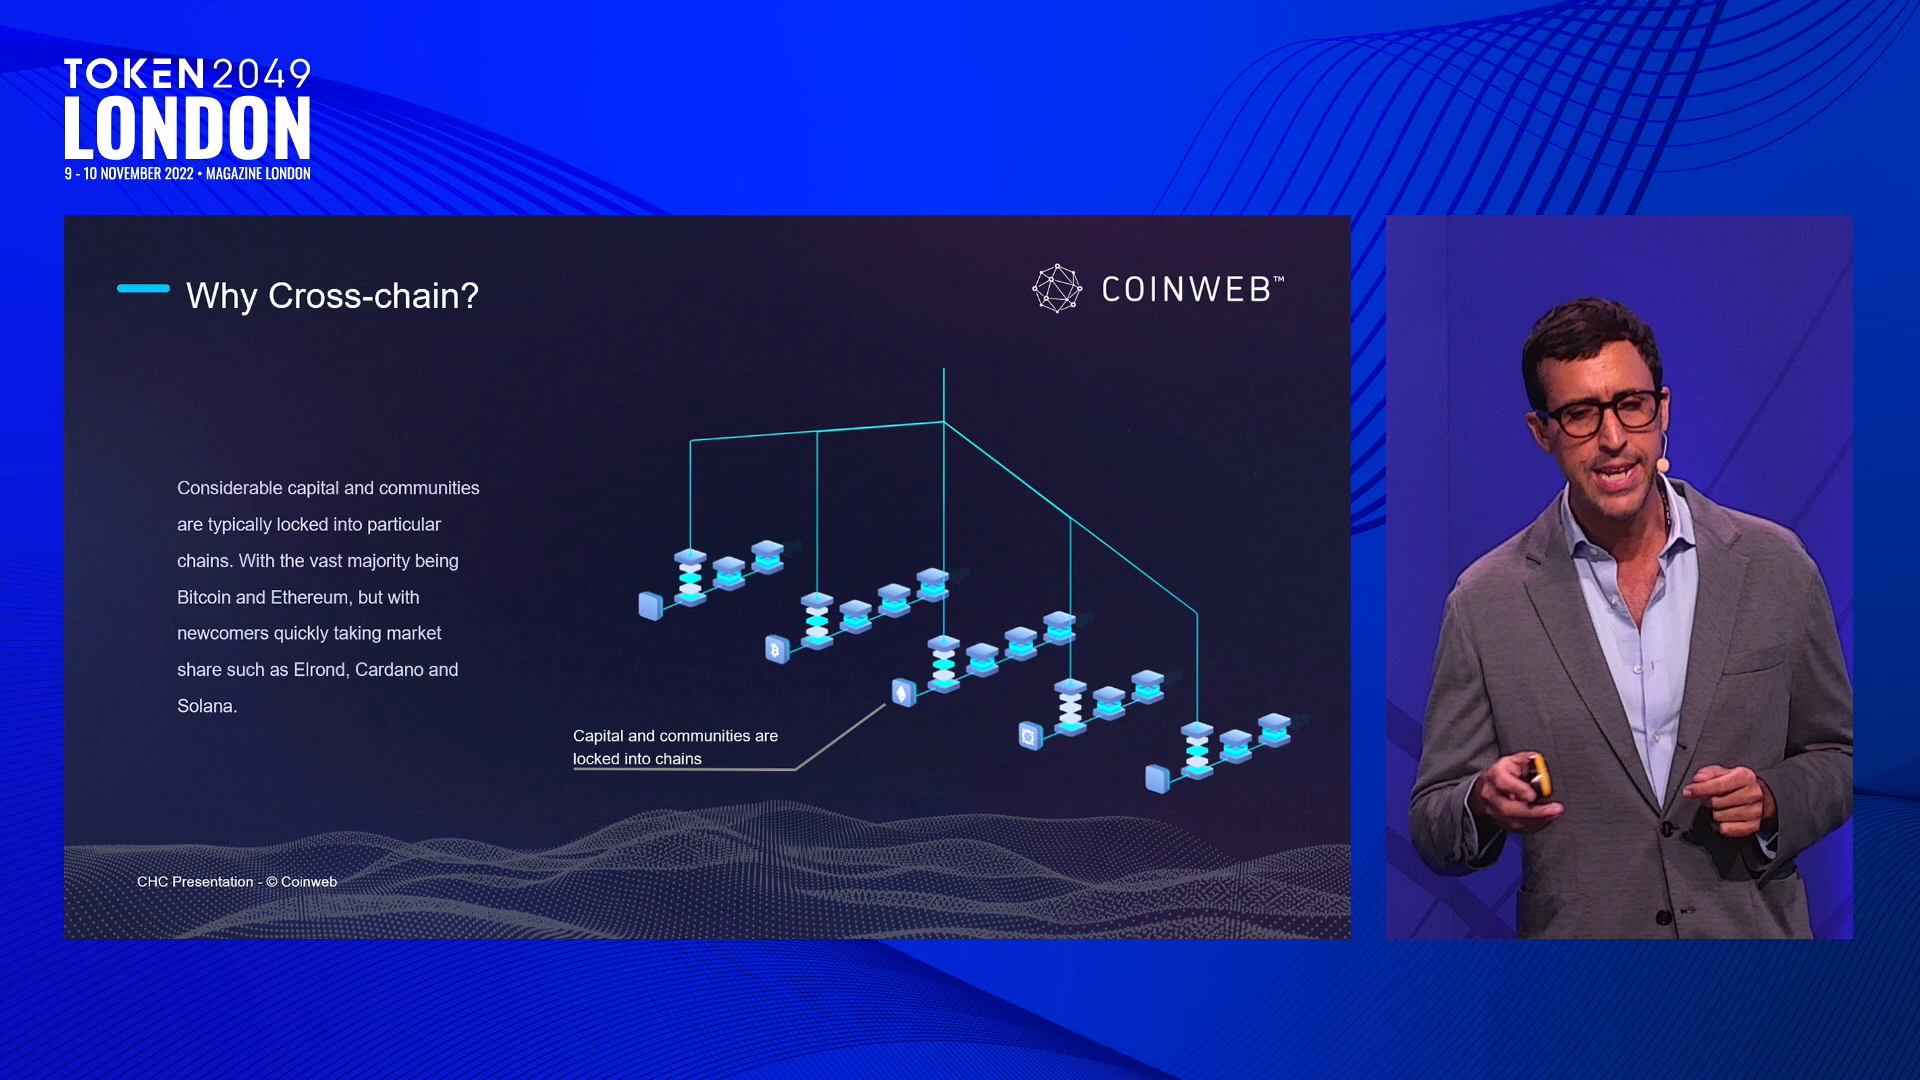 TOKEN2049
LONDON
9 - 10 NOVEMBER 2022 • MAGAZINE LONDON
Why Cross-chain?
COINWEB™
Considerable capital and communities
are typically locked into particular
chains. With the vast majority being
Bitcoin and Ethereum, but with
newcomers quickly taking market
share such as Elrond, Cardano and
Solana.
Capital and communities are
locked into chains
CHC Presentation - © Coinweb